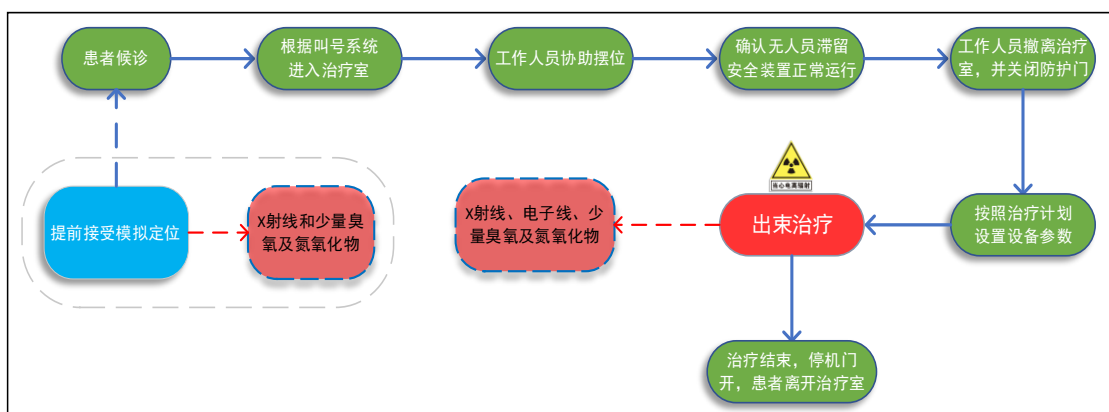 患者候诊
根据叫号系统
进入治疗室
工作人员协助摆位
确认无人员滞留
安全装置正常运行
工作人员撤离治疗
室，并关闭防护门
提前接受模拟定位
X射线和少量臭
氧及氮氧化物
X射线、电子线、少
量臭氧及氮氧化物
当心电离辐射
出束治疗
按照治疗计划
设置设备参数
治疗结束，停机门
开，患者离开治疗室